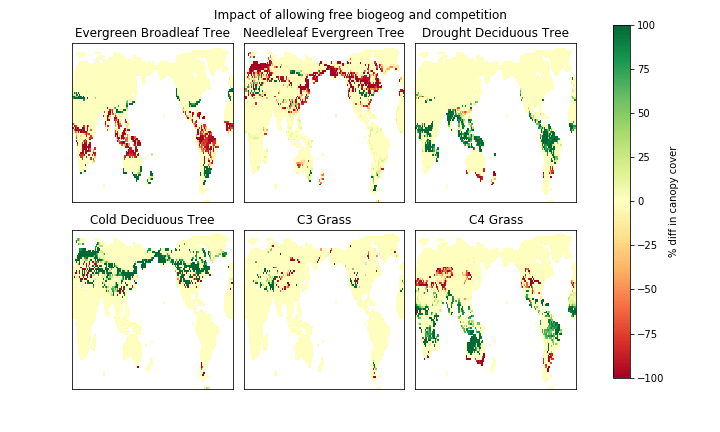 Impact of allowing free biogeog and competition
Evergreen Broadleaf Tree
Needleleaf Evergreen Tree
Drought Deciduous Tree
Cold Deciduous Tree
C3 Grass
C4 Grass
100
75
50
25
0
−25
−50
−75
−100
% diff in canopy cover